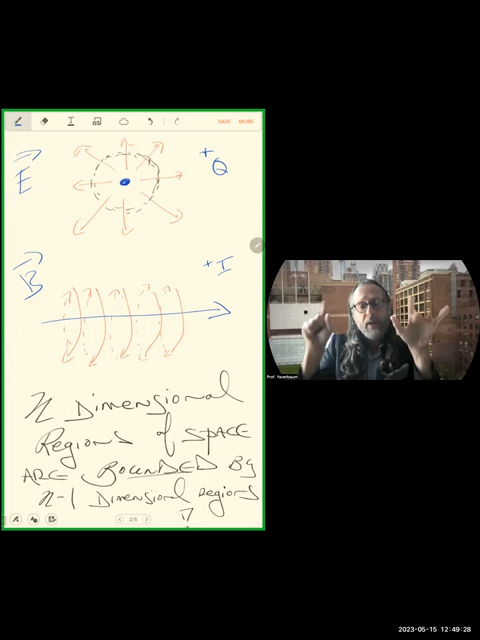 SAVE MORE
E
+Q
B
+I
n Dimensional
Regions of SPACE
ARE BOUNDED By
n-1 Dimensional regions
2/5
Prof. Yaverbaum
2023-05-15 12:49:28